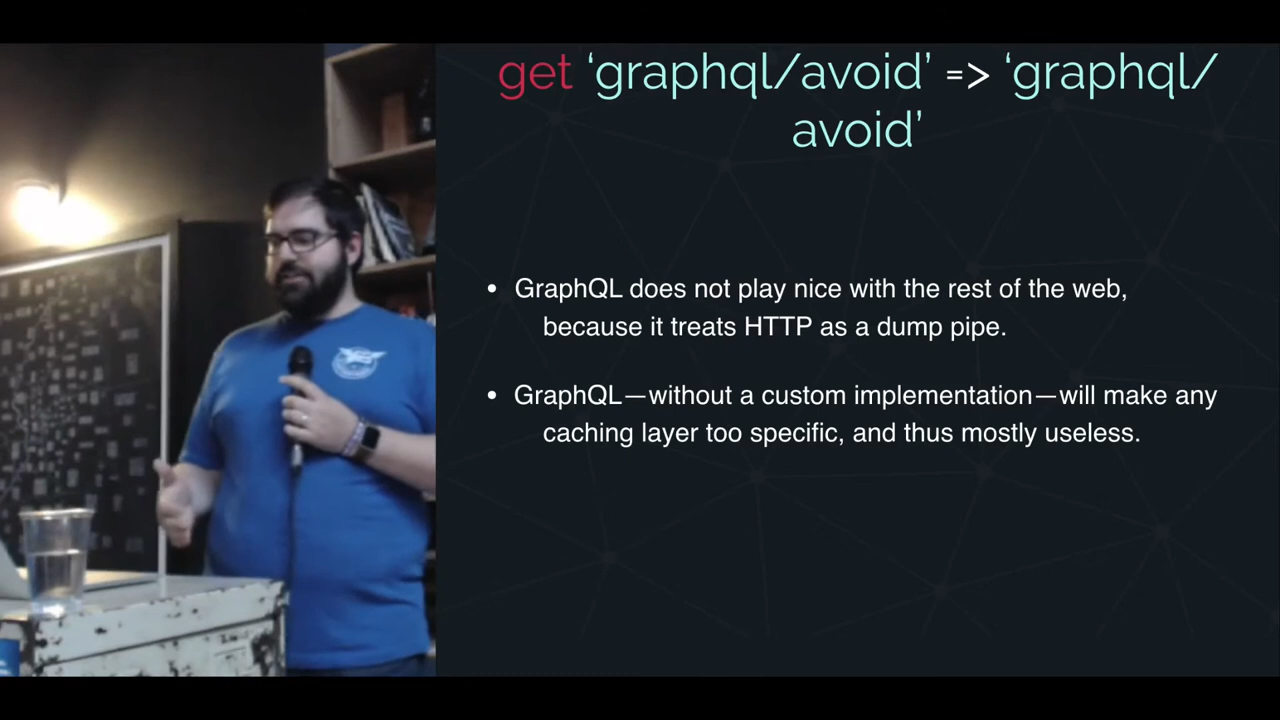 get ‘graphql/avoid’ => ‘graphql/
avoid’
• GraphQL does not play nice with the rest of the web,
because it treats HTTP as a dump pipe.
• GraphQL—without a custom implementation—will make any
caching layer too specific, and thus mostly useless.